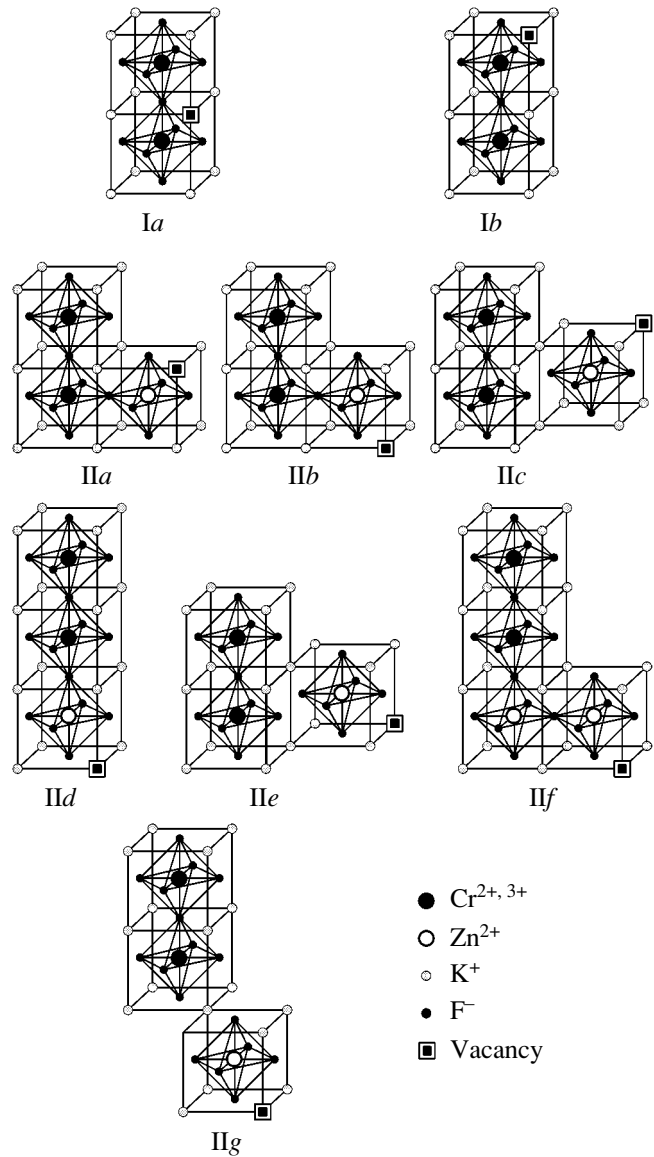 Ia Ib
IIa IIb IIc
IId IIe IIf
IIg
Cr2+, 3+
Zn2+
K+
F–
Vacancy